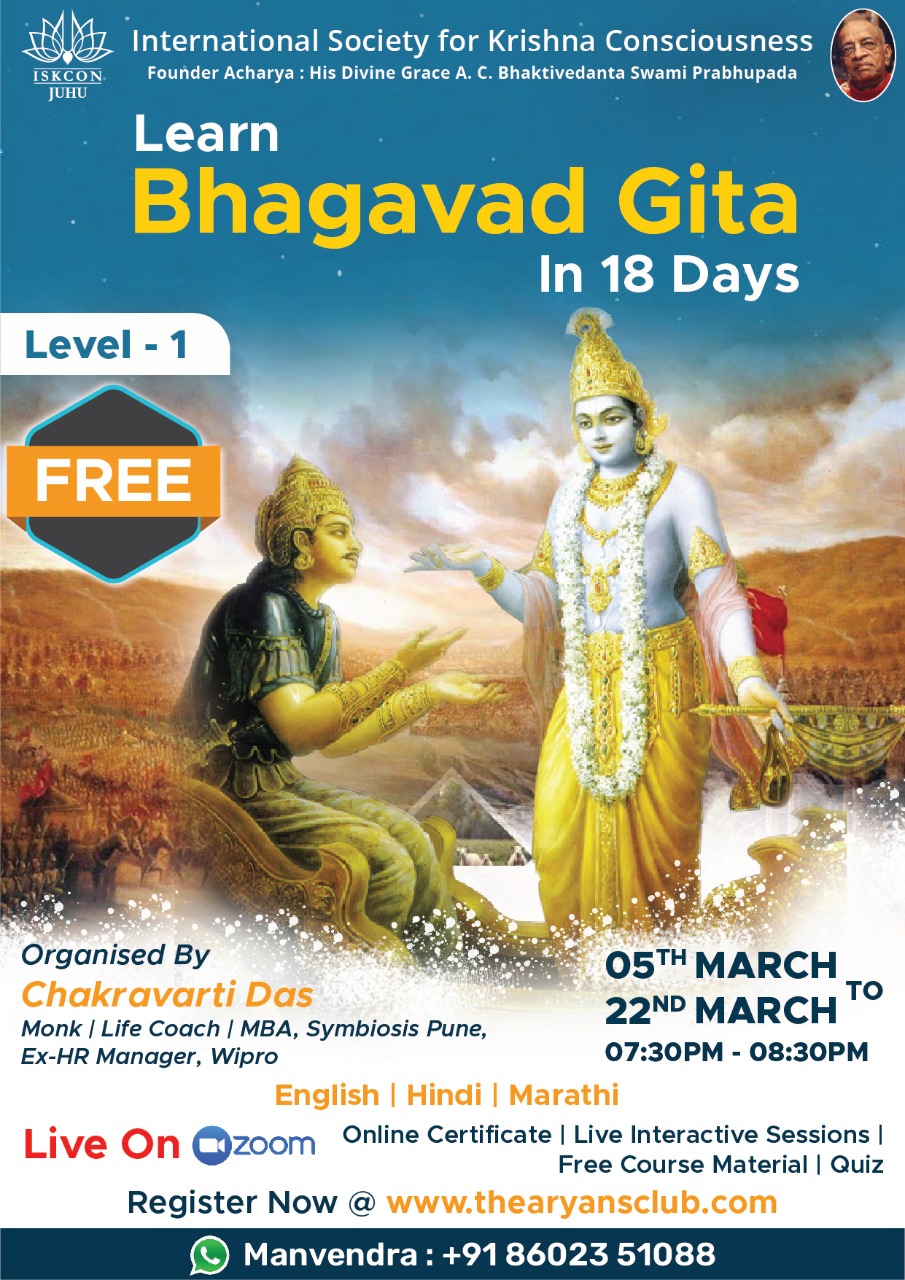 ISKCON
JUHU
International Society for Krishna Consciousness
Founder Acharya : His Divine Grace A. C. Bhaktivedanta Swami Prabhupada
Learn
Bhagavad Gita
In 18 Days
Level - 1
FREE
Organised By
Chakravarti Das
Monk | Life Coach | MBA, Symbiosis Pune,
Ex-HR Manager, Wipro
05TH MARCH
TO
22ND MARCH
07:30PM - 08:30PM
English | Hindi | Marathi
Live On zoom
Online Certificate | Live Interactive Sessions |
Free Course Material | Quiz
Register Now @ www.thearyansclub.com
Manvendra : +91 86023 51088